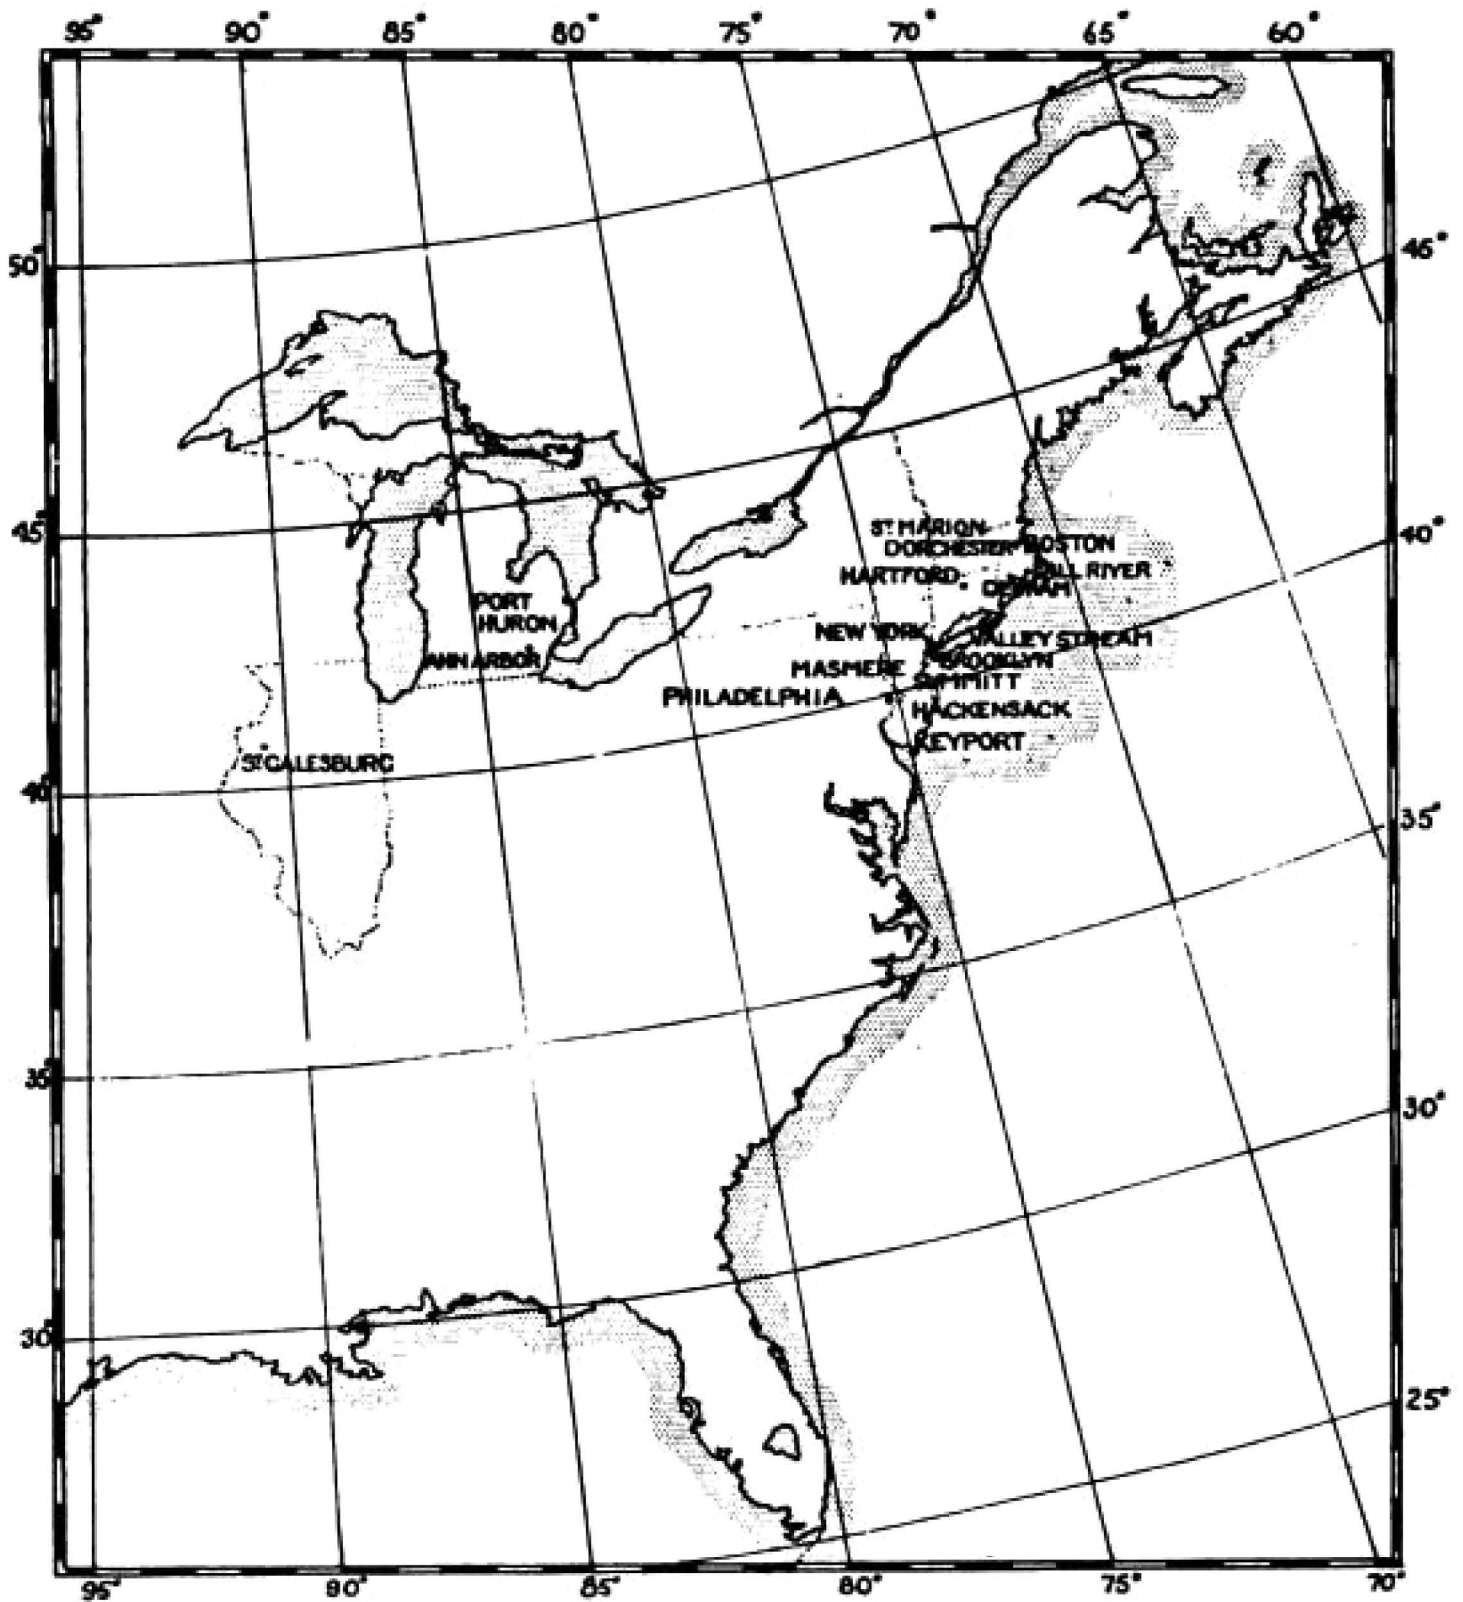 95° 90° 85° 80° 75° 70° 65° 60°
50°
45°
45°
40°
ST MARION
DORCHESTER
BOSTON
HARTFORD
FALL RIVER
DEDHAM
PORT
HURON
NEW YORK
VALLEY STREAM
ANN ARBOR
MASMERE
BROOKLYN
SUMMITT
PHILADELPHIA
HACKENSACK
KEYPORT
ST GALESBURG
40°
35°
35°
30°
30°
25°
95° 90° 85° 80° 75° 70°